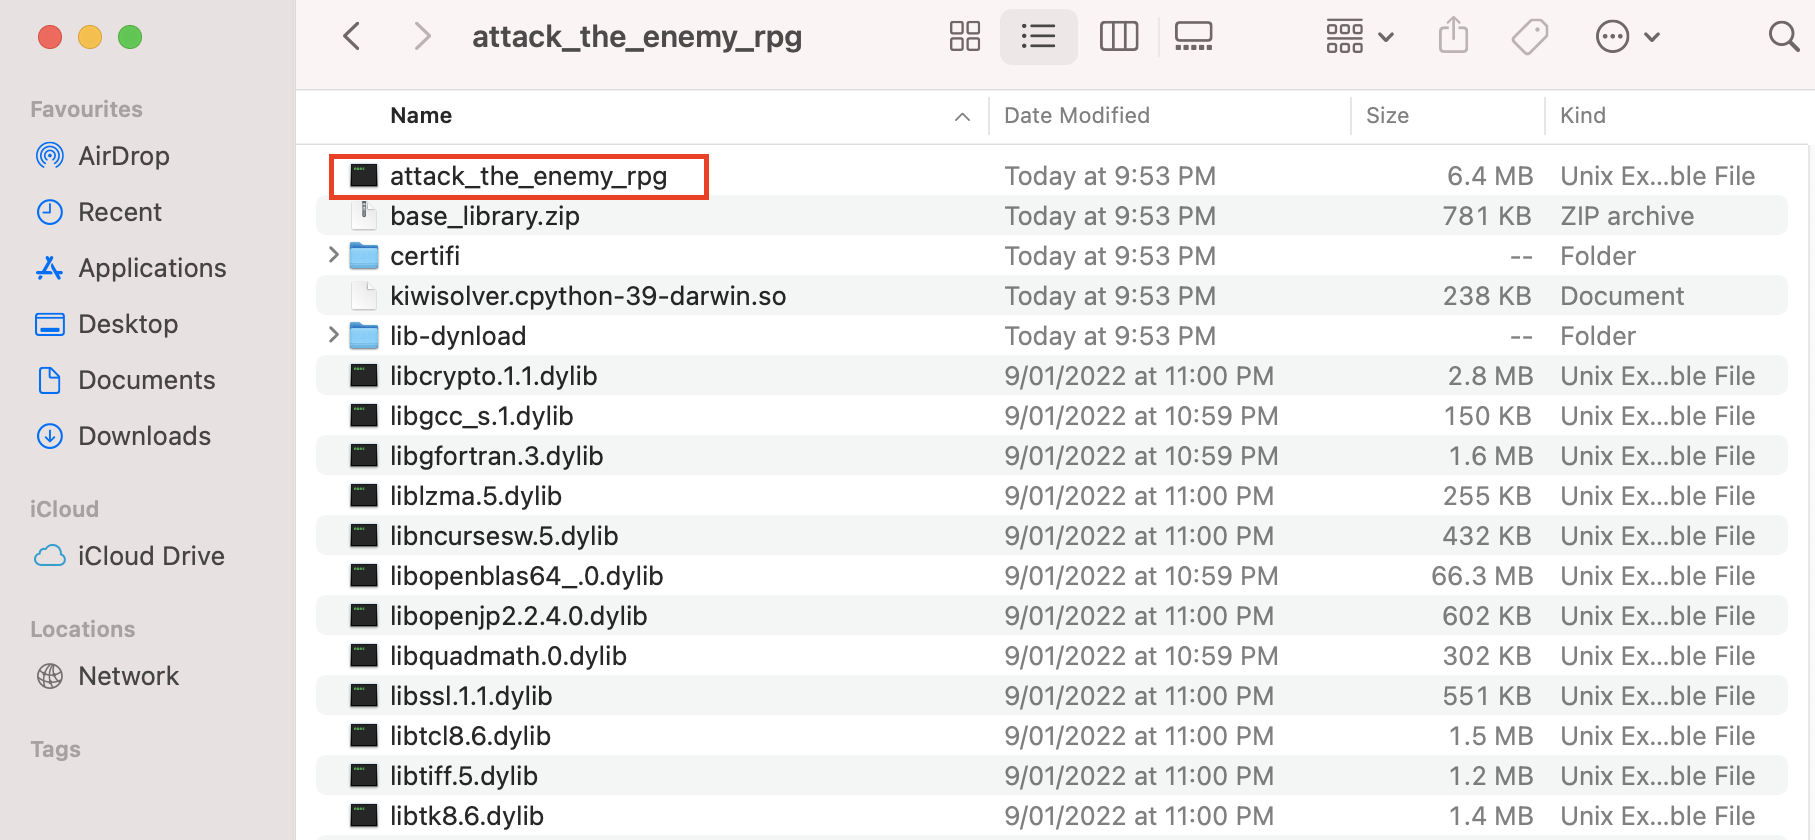 attack_the_enemy_rpg
Favourites
AirDrop
Recent
Applications
Desktop
Documents
Downloads
iCloud
iCloud Drive
Locations
Network
Tags
Name Date Modified Size Kind
attack_the_enemy_rpg Today at 9:53 PM 6.4 MB Unix Ex...ble File
base_library.zip Today at 9:53 PM 781 KB ZIP archive
certifi Today at 9:53 PM -- Folder
kiwisolver.cpython-39-darwin.so Today at 9:53 PM 238 KB Document
lib-dynload Today at 9:53 PM -- Folder
libcrypto.1.1.dylib 9/01/2022 at 11:00 PM 2.8 MB Unix Ex...ble File
libgcc_s.1.dylib 9/01/2022 at 10:59 PM 150 KB Unix Ex...ble File
libgfortran.3.dylib 9/01/2022 at 10:59 PM 1.6 MB Unix Ex...ble File
liblzma.5.dylib 9/01/2022 at 11:00 PM 255 KB Unix Ex...ble File
libncursesw.5.dylib 9/01/2022 at 11:00 PM 432 KB Unix Ex...ble File
libopenblas64_.0.dylib 9/01/2022 at 10:59 PM 66.3 MB Unix Ex...ble File
libopenjp2.2.4.0.dylib 9/01/2022 at 11:00 PM 602 KB Unix Ex...ble File
libquadmath.0.dylib 9/01/2022 at 10:59 PM 302 KB Unix Ex...ble File
libssl.1.1.dylib 9/01/2022 at 11:00 PM 551 KB Unix Ex...ble File
libtcl8.6.dylib 9/01/2022 at 11:00 PM 1.5 MB Unix Ex...ble File
libtiff.5.dylib 9/01/2022 at 11:00 PM 1.2 MB Unix Ex...ble File
libtk8.6.dylib 9/01/2022 at 11:00 PM 1.4 MB Unix Ex...ble File